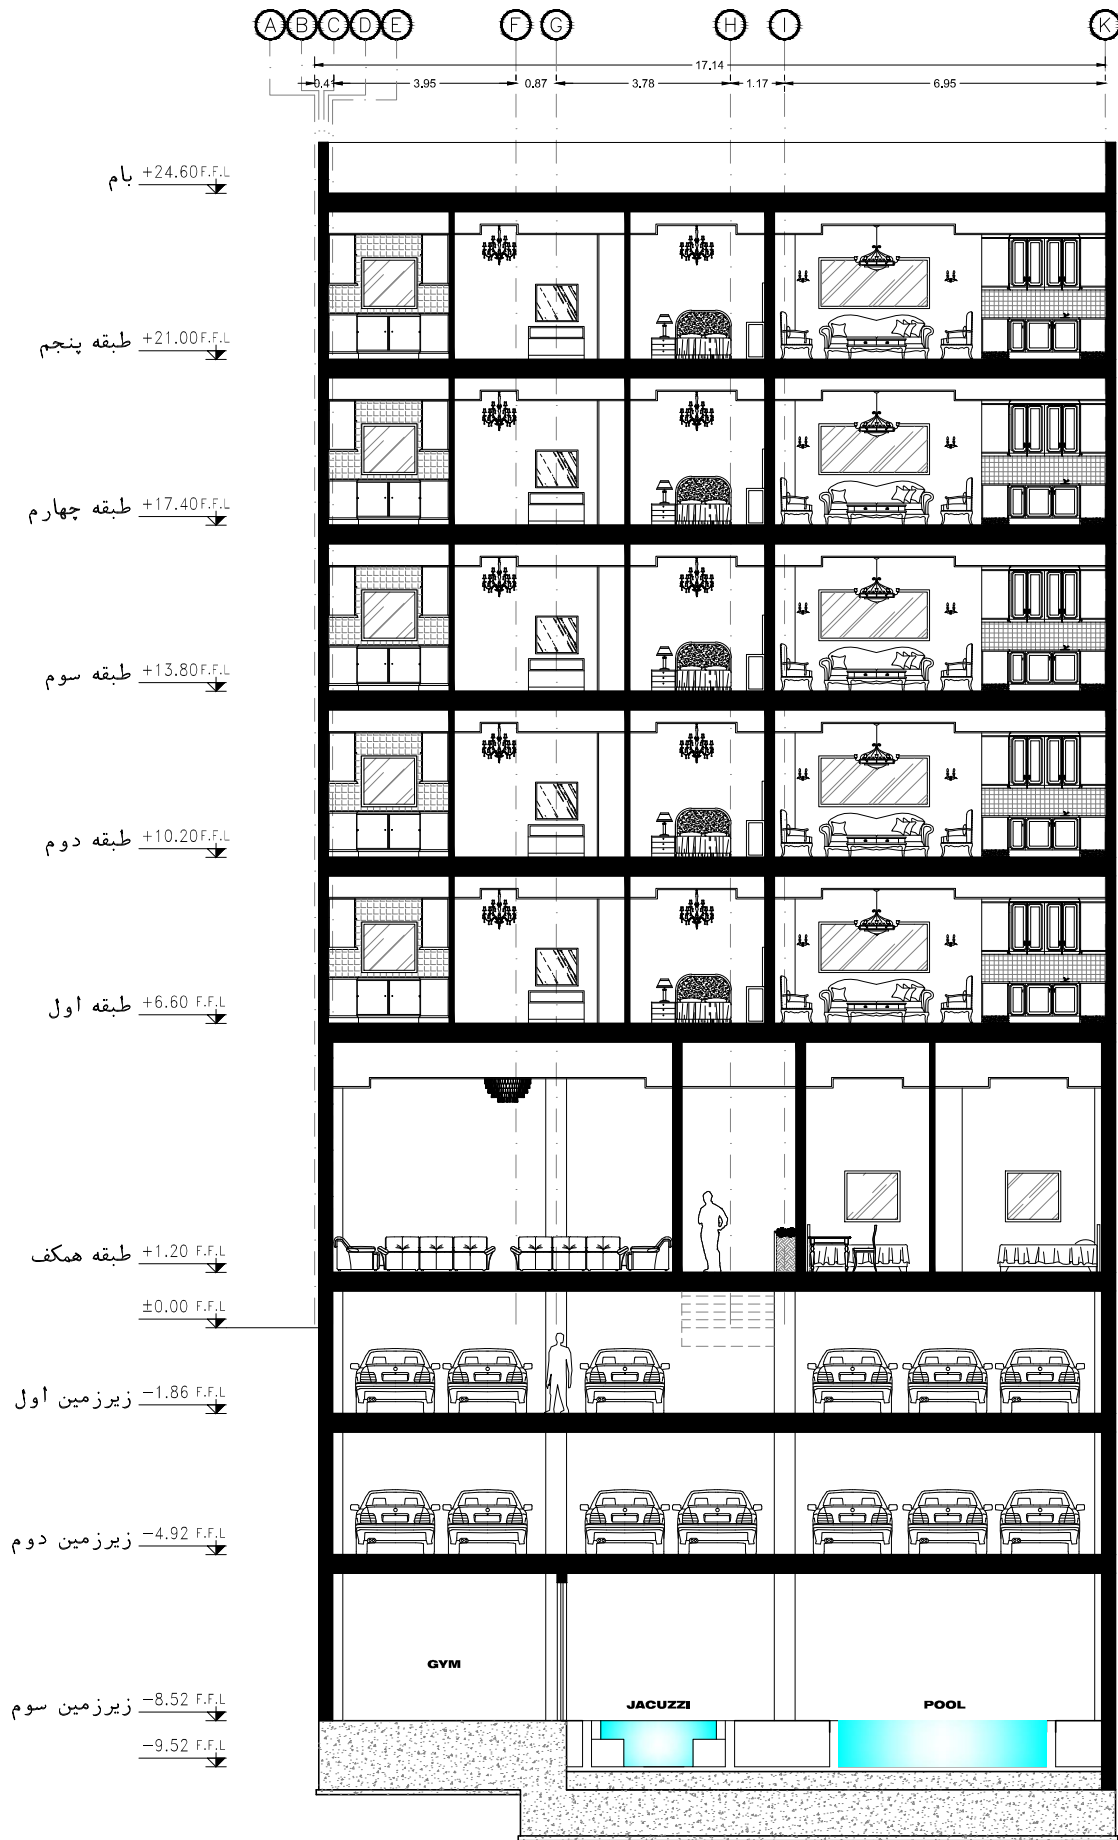 A B C D E F G H I K
17.14
0.41 3.95 0.87 3.78 1.17 6.95
بام +24.60 F.F.L
طبقه پنجم +21.00 F.F.L
طبقه چهارم +17.40 F.F.L
طبقه سوم +13.80 F.F.L
طبقه دوم +10.20 F.F.L
طبقه اول +6.60 F.F.L
طبقه همکف +1.20 F.F.L
±0.00 F.F.L
زیرزمین اول −1.86 F.F.L
زیرزمین دوم −4.92 F.F.L
GYM
زیرزمین سوم −8.52 F.F.L
JACUZZI POOL
−9.52 F.F.L